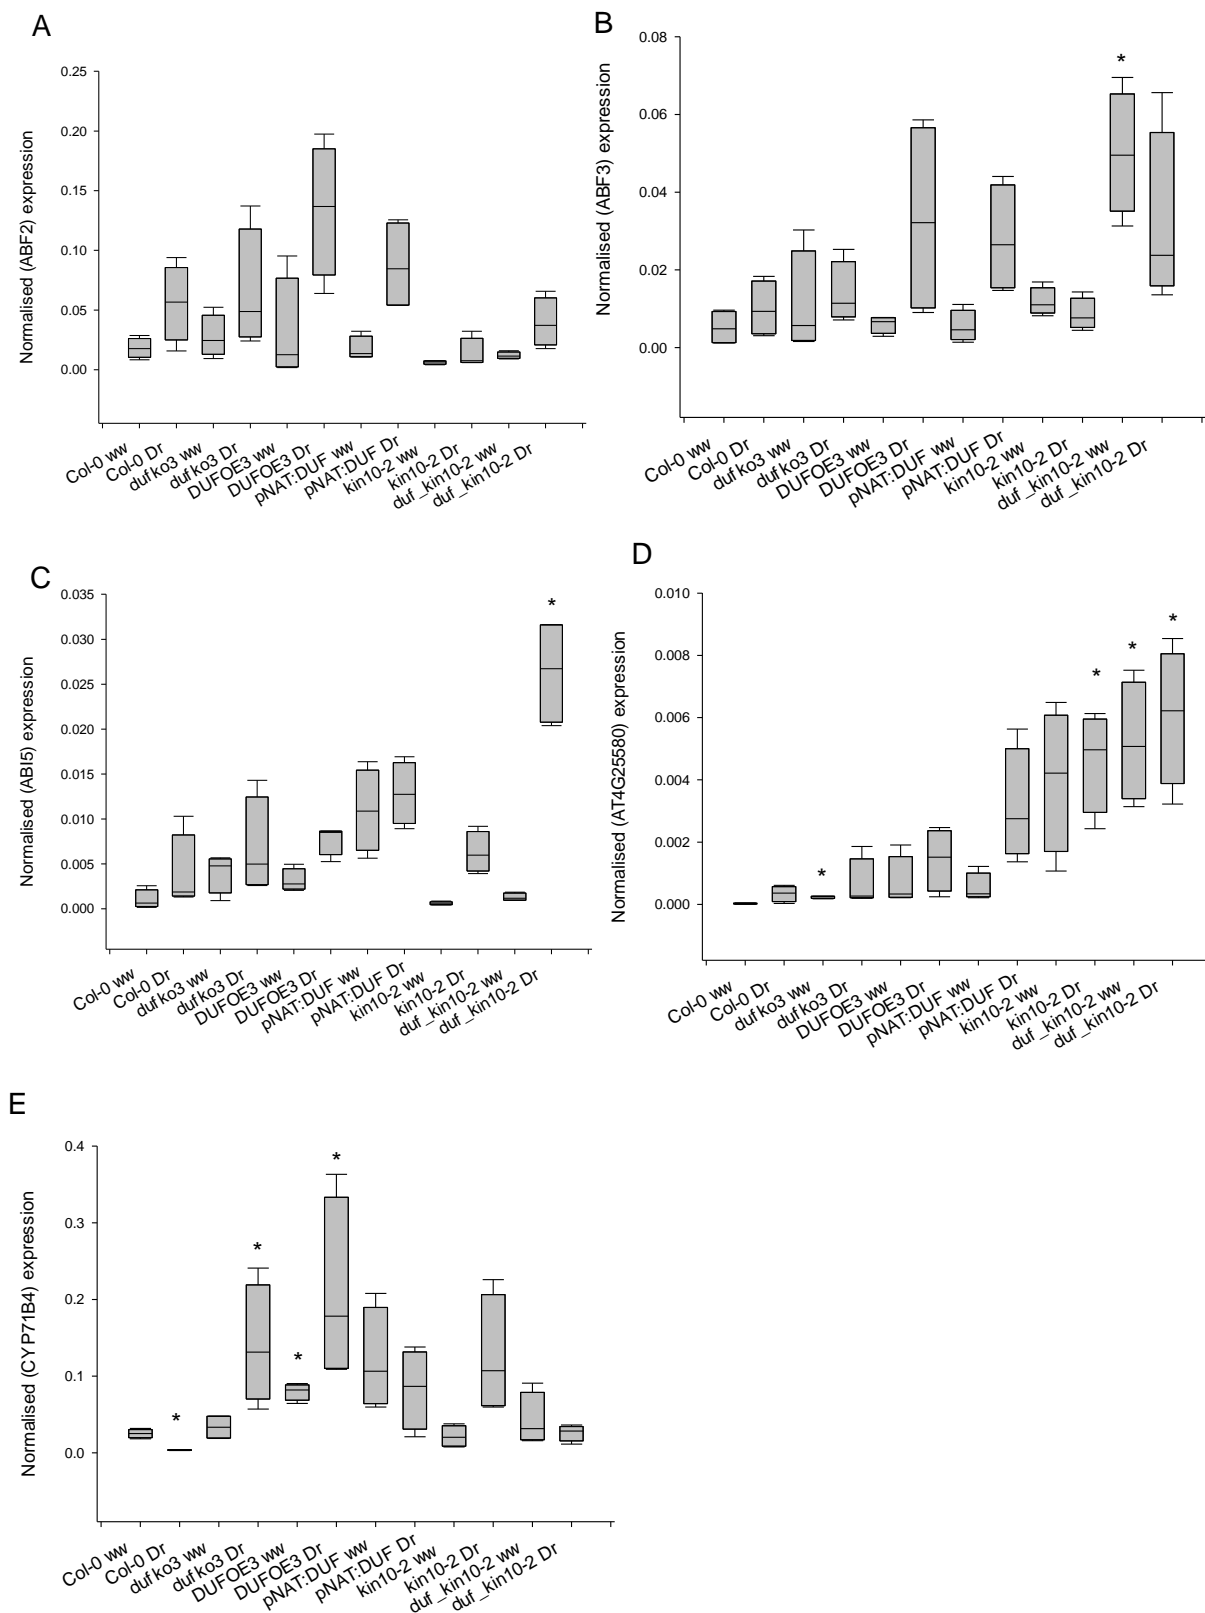 A
Normalised (ABF2) expression
0.25
0.20
0.15
0.10
0.05
0.00
Col-0 ww
Col-0 Dr
duf ko3 ww
duf ko3 Dr
DUFOE3 ww
DUFOE3 Dr
pNAT:DUF ww
pNAT:DUF Dr
kin10-2 ww
kin10-2 Dr
duf_kin10-2 ww
duf_kin10-2 Dr
B
Normalised (ABF3) expression
0.08
0.06
0.04
0.02
0.00
*
Col-0 ww
Col-0 Dr
duf ko3 ww
duf ko3 Dr
DUFOE3 ww
DUFOE3 Dr
pNAT:DUF ww
pNAT:DUF Dr
kin10-2 ww
kin10-2 Dr
duf_kin10-2 ww
duf_kin10-2 Dr
C
Normalised (ABI5) expression
0.035
0.030
0.025
0.020
0.015
0.010
0.005
0.000
*
Col-0 ww
Col-0 Dr
duf ko3 ww
duf ko3 Dr
DUFOE3 ww
DUFOE3 Dr
pNAT:DUF ww
pNAT:DUF Dr
kin10-2 ww
kin10-2 Dr
duf_kin10-2 ww
duf_kin10-2 Dr
D
Normalised (AT4G25580) expression
0.010
0.008
0.006
0.004
0.002
0.000
*
*
*
*
Col-0 ww
Col-0 Dr
duf ko3 ww
duf ko3 Dr
DUFOE3 ww
DUFOE3 Dr
pNAT:DUF ww
pNAT:DUF Dr
kin10-2 ww
kin10-2 Dr
duf_kin10-2 ww
duf_kin10-2 Dr
E
Normalised (CYP71B4) expression
0.4
0.3
0.2
0.1
0.0
*
*
*
*
Col-0 ww
Col-0 Dr
duf ko3 ww
duf ko3 Dr
DUFOE3 ww
DUFOE3 Dr
pNAT:DUF ww
pNAT:DUF Dr
kin10-2 ww
kin10-2 Dr
duf_kin10-2 ww
duf_kin10-2 Dr